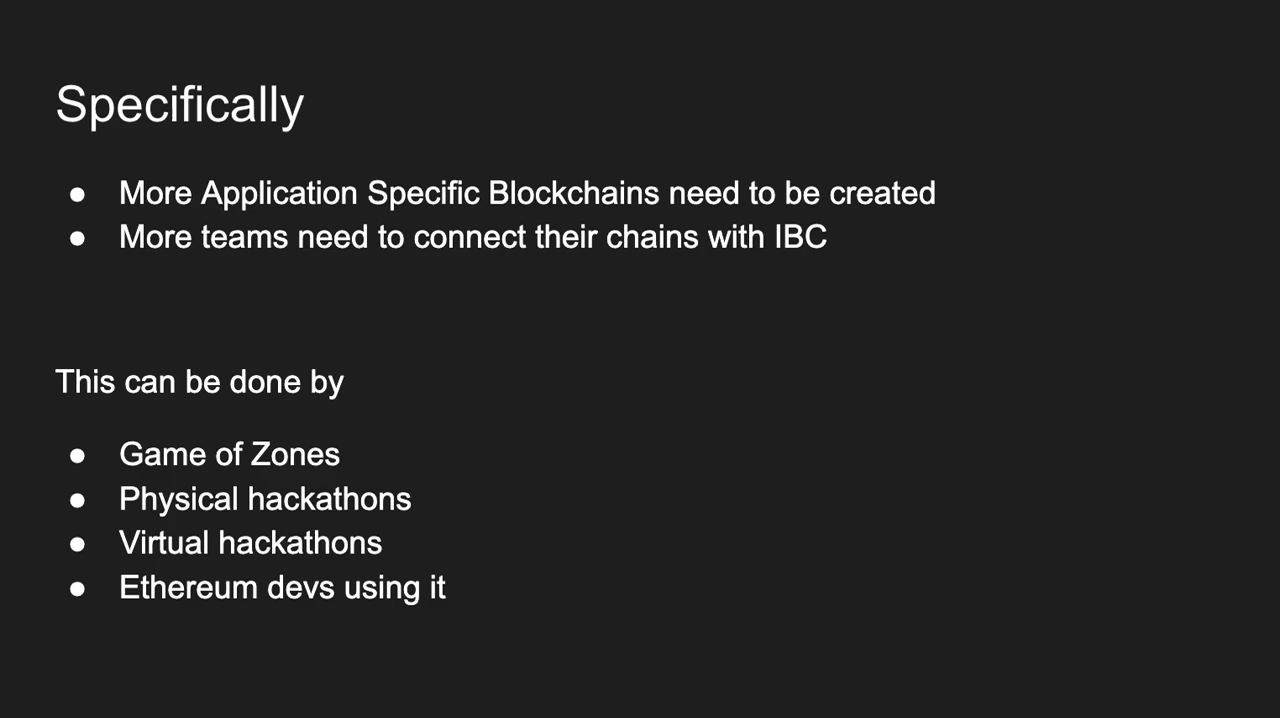 Specifically
● More Application Specific Blockchains need to be created
● More teams need to connect their chains with IBC
This can be done by
● Game of Zones
● Physical hackathons
● Virtual hackathons
● Ethereum devs using it